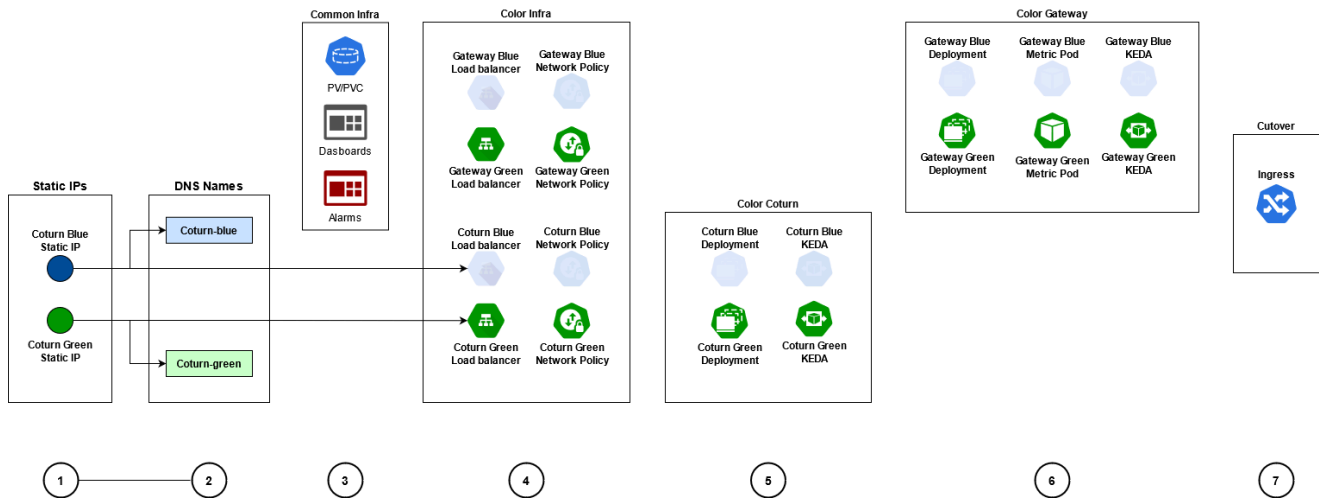 Static IPs
Coturn Blue
Static IP
Coturn Green
Static IP
DNS Names
Coturn-blue
Coturn-green
Common Infra
PV/PVC
Dasboards
Alarms
Color Infra
Gateway Blue
Load balancer
Gateway Blue
Network Policy
Gateway Green
Load balancer
Gateway Green
Network Policy
Coturn Blue
Load balancer
Coturn Blue
Network Policy
Coturn Green
Load balancer
Coturn Green
Network Policy
Color Coturn
Coturn Blue
Deployment
Coturn Blue
KEDA
Coturn Green
Deployment
Coturn Green
KEDA
Color Gateway
Gateway Blue
Deployment
Gateway Blue
Metric Pod
Gateway Blue
KEDA
Gateway Green
Deployment
Gateway Green
Metric Pod
Gateway Green
KEDA
Cutover
Ingress
1
2
3
4
5
6
7